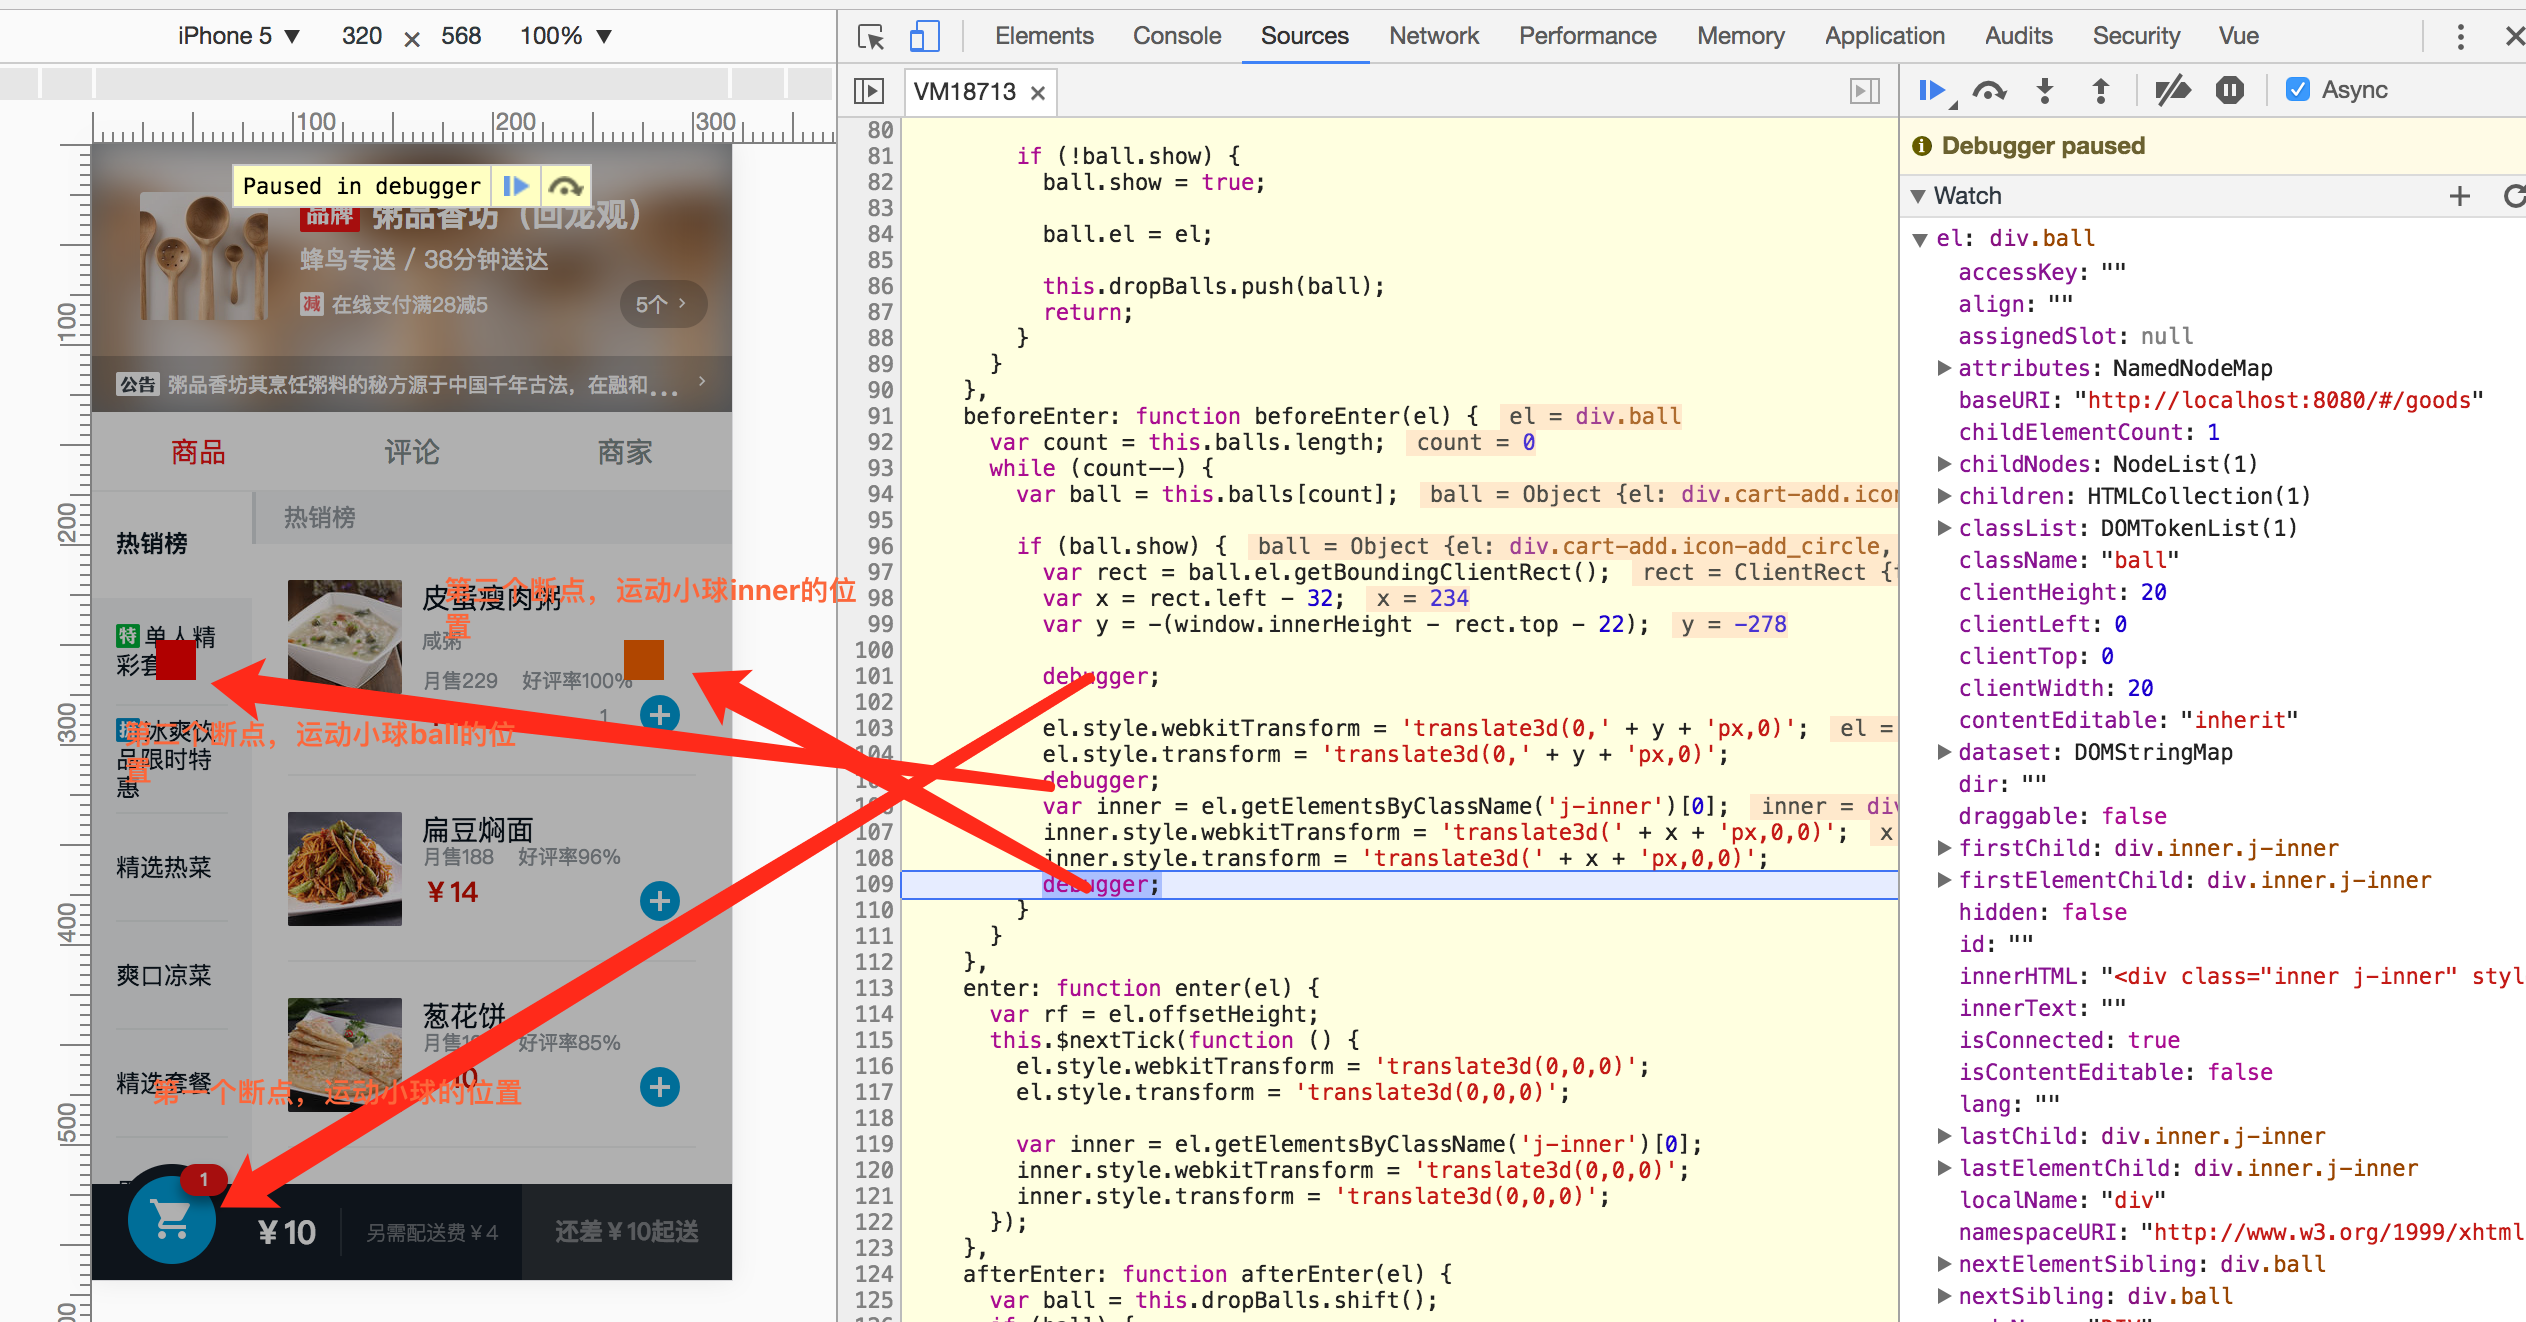 iPhone 5 ▼ 320 × 568 100% ▼
Elements Console Sources Network Performance Memory Application Audits Security Vue
VM18713 ×
Async
100 200 300
100
200
300
400
500
Paused in debugger
品牌 粥品香坊（回龙观）
蜂鸟专送 / 38分钟送达
减 在线支付满28减5
5个 >
公告 粥品香坊其烹饪粥料的秘方源于中国千年古法，在融和... >
商品 评论 商家
热销榜
热销榜
特 单人精
彩套
冰爽饮
品限时特
惠
精选热菜
爽口凉菜
精选套餐
皮蛋瘦肉粥
咸粥
月售229 好评率100%
1
扁豆焖面
月售188 好评率96%
￥14
葱花饼
好评率85%
第三个断点，运动小球inner的位
置
第二个断点，运动小球ball的位
置
第一个断点，运动小球的位置
1
￥10
另需配送费￥4
还差￥10起送
80
81 if (!ball.show) {
82 ball.show = true;
83
84 ball.el = el;
85
86 this.dropBalls.push(ball);
87 return;
88 }
89 }
90 },
91 beforeEnter: function beforeEnter(el) { el = div.ball
92 var count = this.balls.length; count = 0
93 while (count--) {
94 var ball = this.balls[count]; ball = Object {el: div.cart-add.icon
95
96 if (ball.show) { ball = Object {el: div.cart-add.icon-add_circle,
97 var rect = ball.el.getBoundingClientRect(); rect = ClientRect {
98 var x = rect.left - 32; x = 234
99 var y = -(window.innerHeight - rect.top - 22); y = -278
100
101 debugger;
102
103 el.style.webkitTransform = 'translate3d(0,' + y + 'px,0)'; el =
104 el.style.transform = 'translate3d(0,' + y + 'px,0)';
debugger;
106 var inner = el.getElementsByClassName('j-inner')[0]; inner = div
107 inner.style.webkitTransform = 'translate3d(' + x + 'px,0,0)'; x
108 inner.style.transform = 'translate3d(' + x + 'px,0,0)';
109 debugger;
110 }
111 }
112 },
113 enter: function enter(el) {
114 var rf = el.offsetHeight;
115 this.$nextTick(function () {
116 el.style.webkitTransform = 'translate3d(0,0,0)';
117 el.style.transform = 'translate3d(0,0,0)';
118
119 var inner = el.getElementsByClassName('j-inner')[0];
120 inner.style.webkitTransform = 'translate3d(0,0,0)';
121 inner.style.transform = 'translate3d(0,0,0)';
122 });
123 },
124 afterEnter: function afterEnter(el) {
125 var ball = this.dropBalls.shift();
Debugger paused
Watch
el: div.ball
accessKey: ""
align: ""
assignedSlot: null
attributes: NamedNodeMap
baseURI: "http://localhost:8080/#/goods"
childElementCount: 1
childNodes: NodeList(1)
children: HTMLCollection(1)
classList: DOMTokenList(1)
className: "ball"
clientHeight: 20
clientLeft: 0
clientTop: 0
clientWidth: 20
contentEditable: "inherit"
dataset: DOMStringMap
dir: ""
draggable: false
firstChild: div.inner.j-inner
firstElementChild: div.inner.j-inner
hidden: false
id: ""
innerHTML: "<div class="inner j-inner" styl
innerText: ""
isConnected: true
isContentEditable: false
lang: ""
lastChild: div.inner.j-inner
lastElementChild: div.inner.j-inner
localName: "div"
namespaceURI: "http://www.w3.org/1999/xhtml
nextElementSibling: div.ball
nextSibling: div.ball